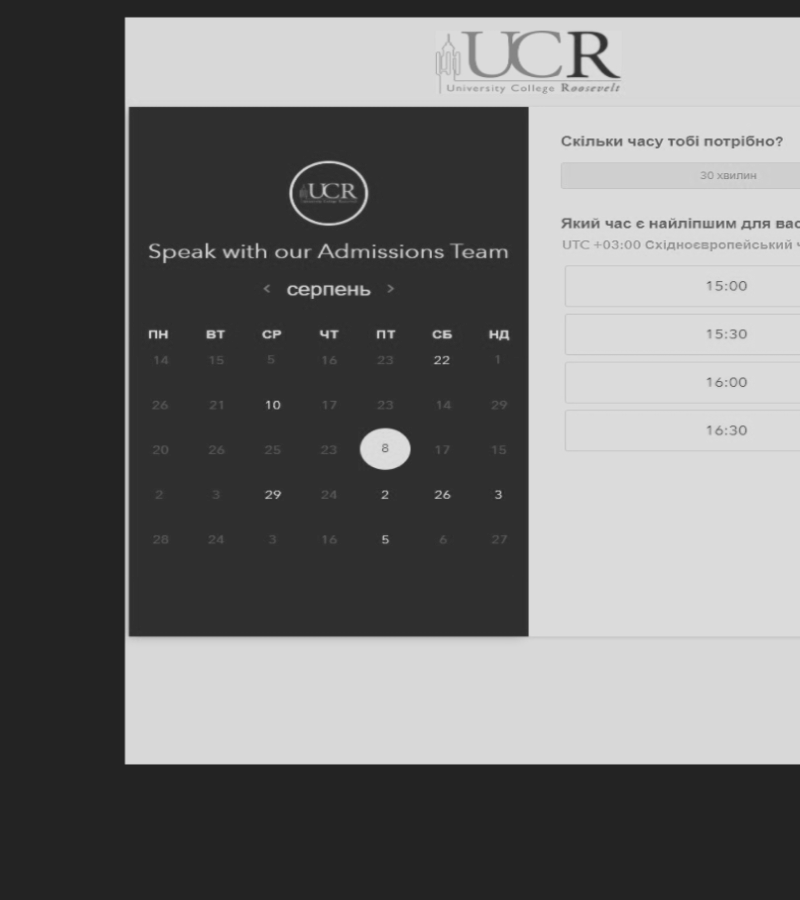 UCR
University College Roosevelt
UCR
Speak with our Admissions Team
< серпень >
ПН ВТ СР ЧТ ПТ СБ НД
14 15 5 16 23 22 1
26 21 10 17 23 14 29
20 26 25 23 8 17 15
2 3 29 24 2 26 3
28 24 3 16 5 6 27
Скільки часу тобі потрібно?
30 хвилин
Який час є найліпшим для вас
UTC +03:00 Східноєвропейський
15:00
15:30
16:00
16:30